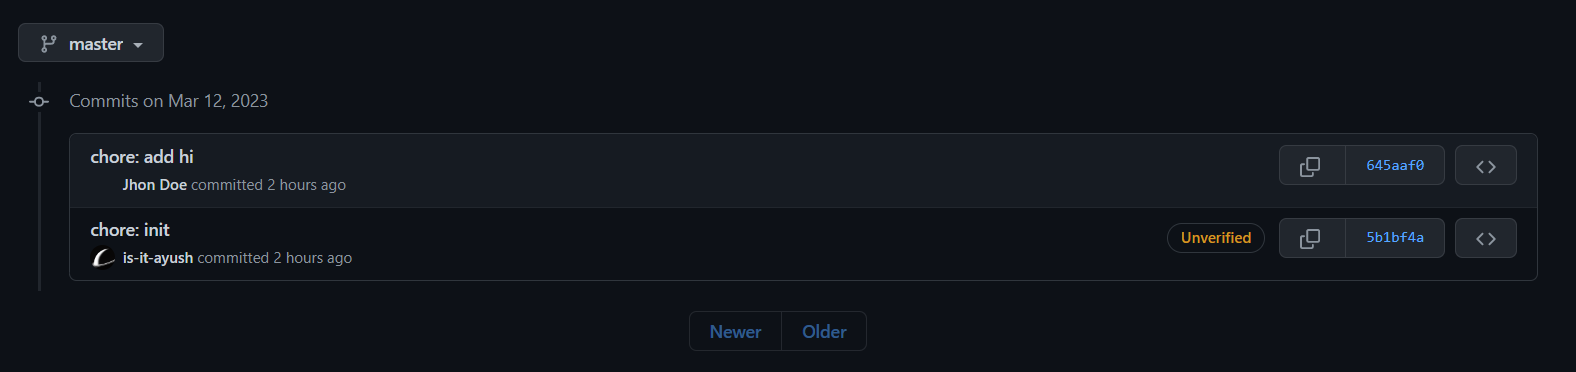 master
Commits on Mar 12, 2023
chore: add hi
Jhon Doe committed 2 hours ago
645aaf0
chore: init
is-it-ayush committed 2 hours ago
Unverified
5b1bf4a
Newer
Older